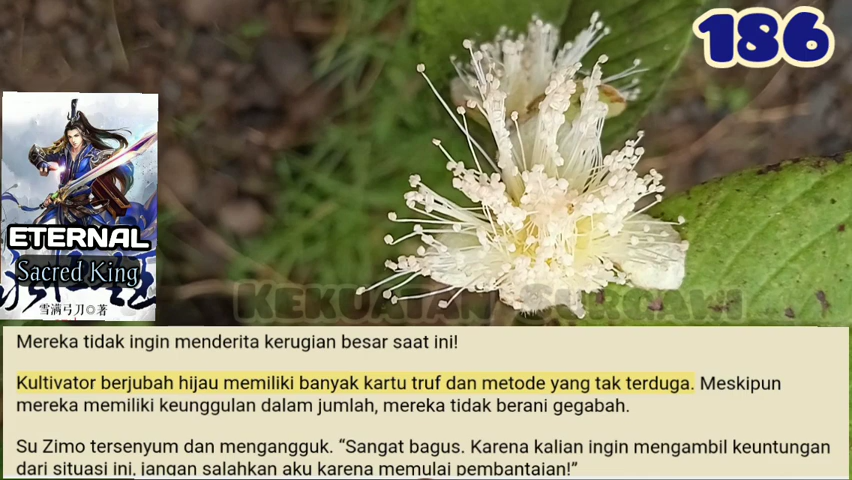 186
ETERNAL
Sacred King
雪满弓刀◎著
Kekuatan Surgawi
Mereka tidak ingin menderita kerugian besar saat ini!
Kultivator berjubah hijau memiliki banyak kartu truf dan metode yang tak terduga. Meskipun
mereka memiliki keunggulan dalam jumlah, mereka tidak berani gegabah.
Su Zimo tersenyum dan mengangguk. “Sangat bagus. Karena kalian ingin mengambil keuntungan
dari situasi ini, jangan salahkan aku karena memulai pembantaian!”